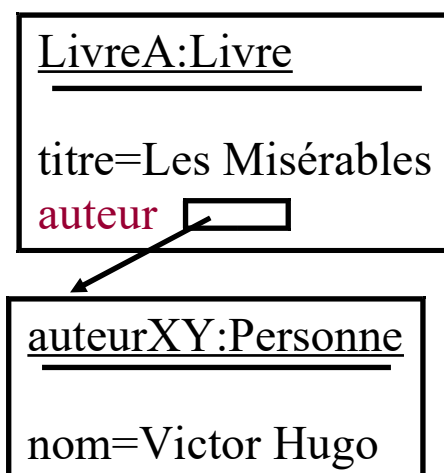 LivreA:Livre
titre=Les Misérables
auteur
auteurXY:Personne
nom=Victor Hugo